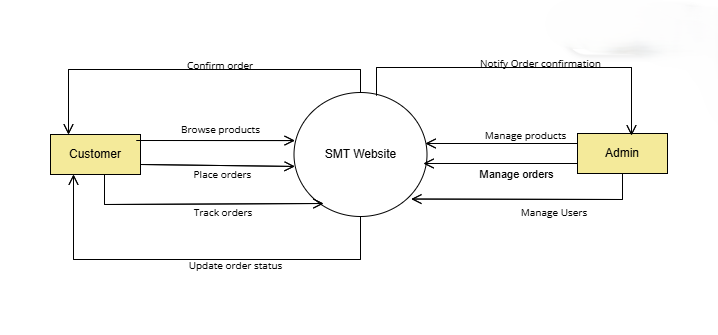 Confirm order
Notify Order confirmation
Browse products
Manage products
Customer
SMT Website
Admin
Place orders
Manage orders
Track orders
Manage Users
Update order status